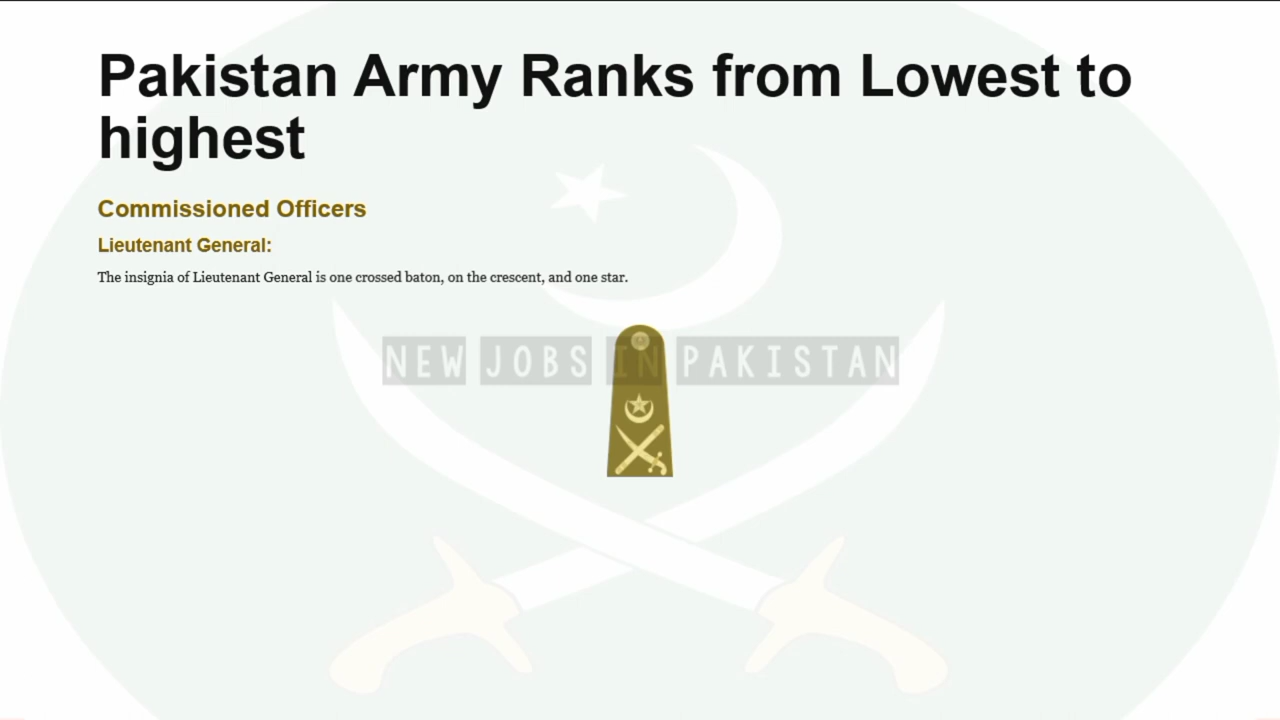 Pakistan Army Ranks from Lowest to
highest
Commissioned Officers
Lieutenant General:
The insignia of Lieutenant General is one crossed baton, on the crescent, and one star.
NEW JOBS IN PAKISTAN